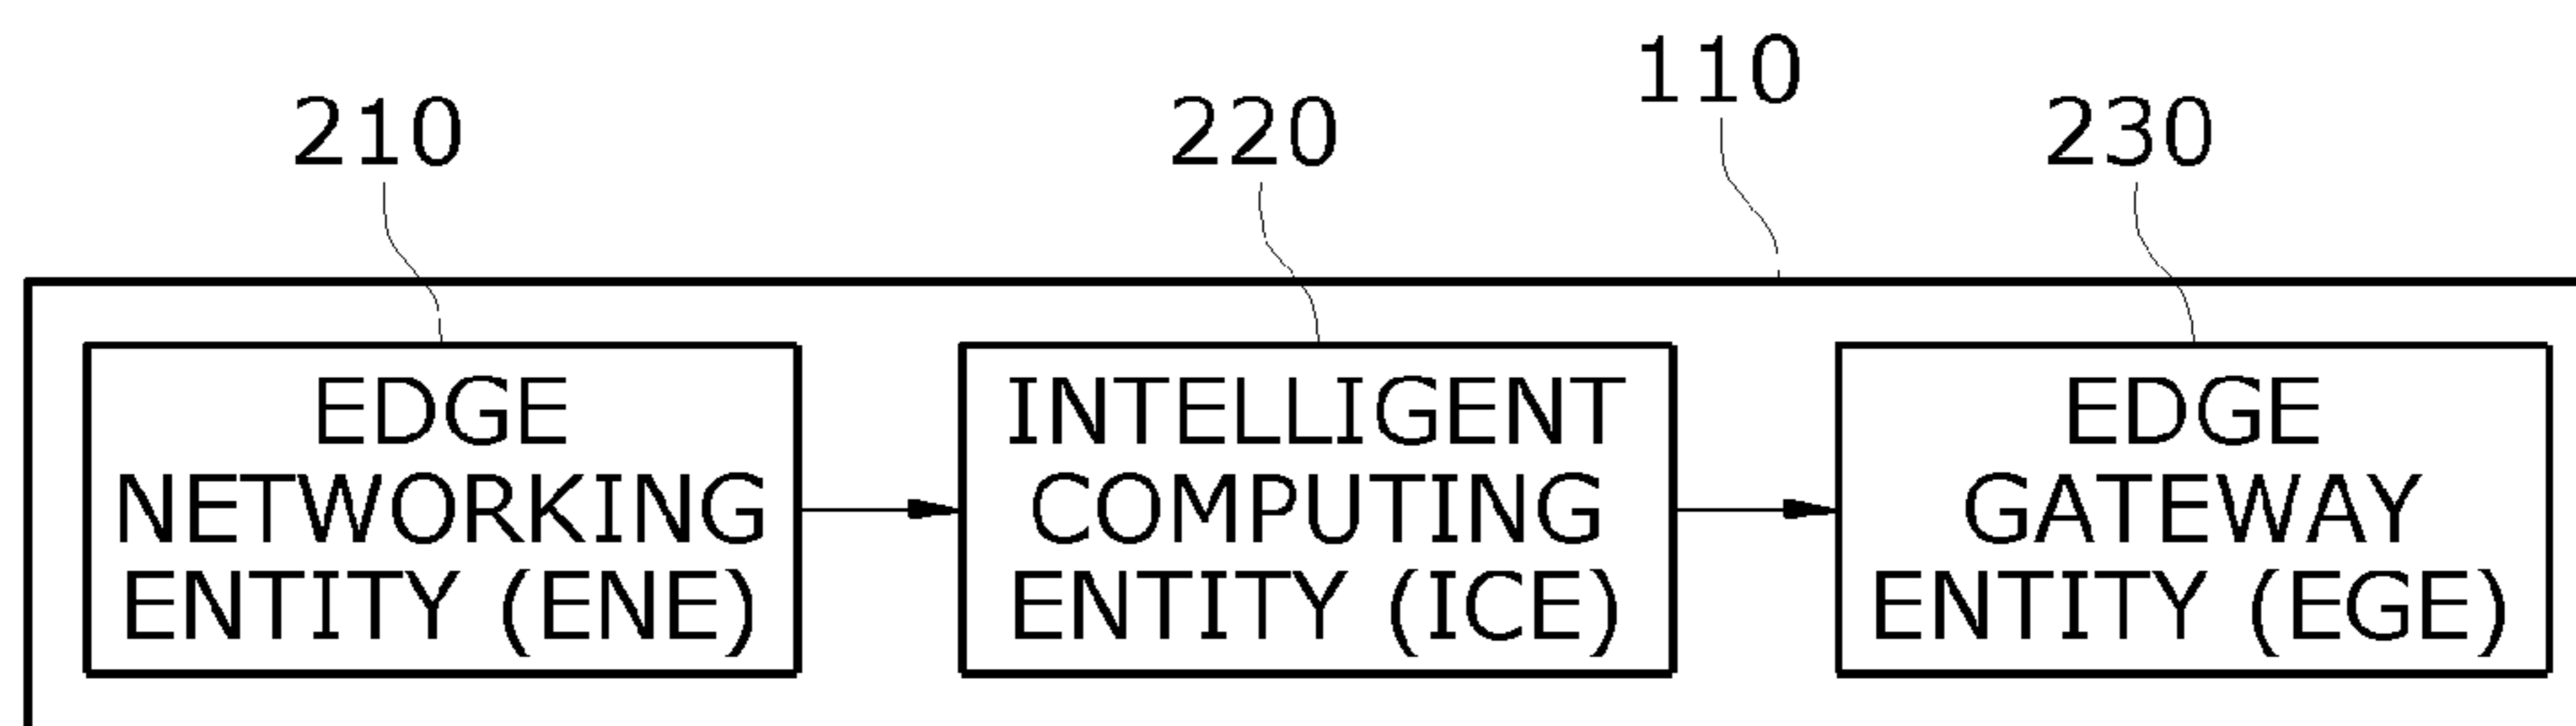 110
210
220
230
EDGE
NETWORKING
ENTITY (ENE)
INTELLIGENT
COMPUTING
ENTITY (ICE)
EDGE
GATEWAY
ENTITY (EGE)